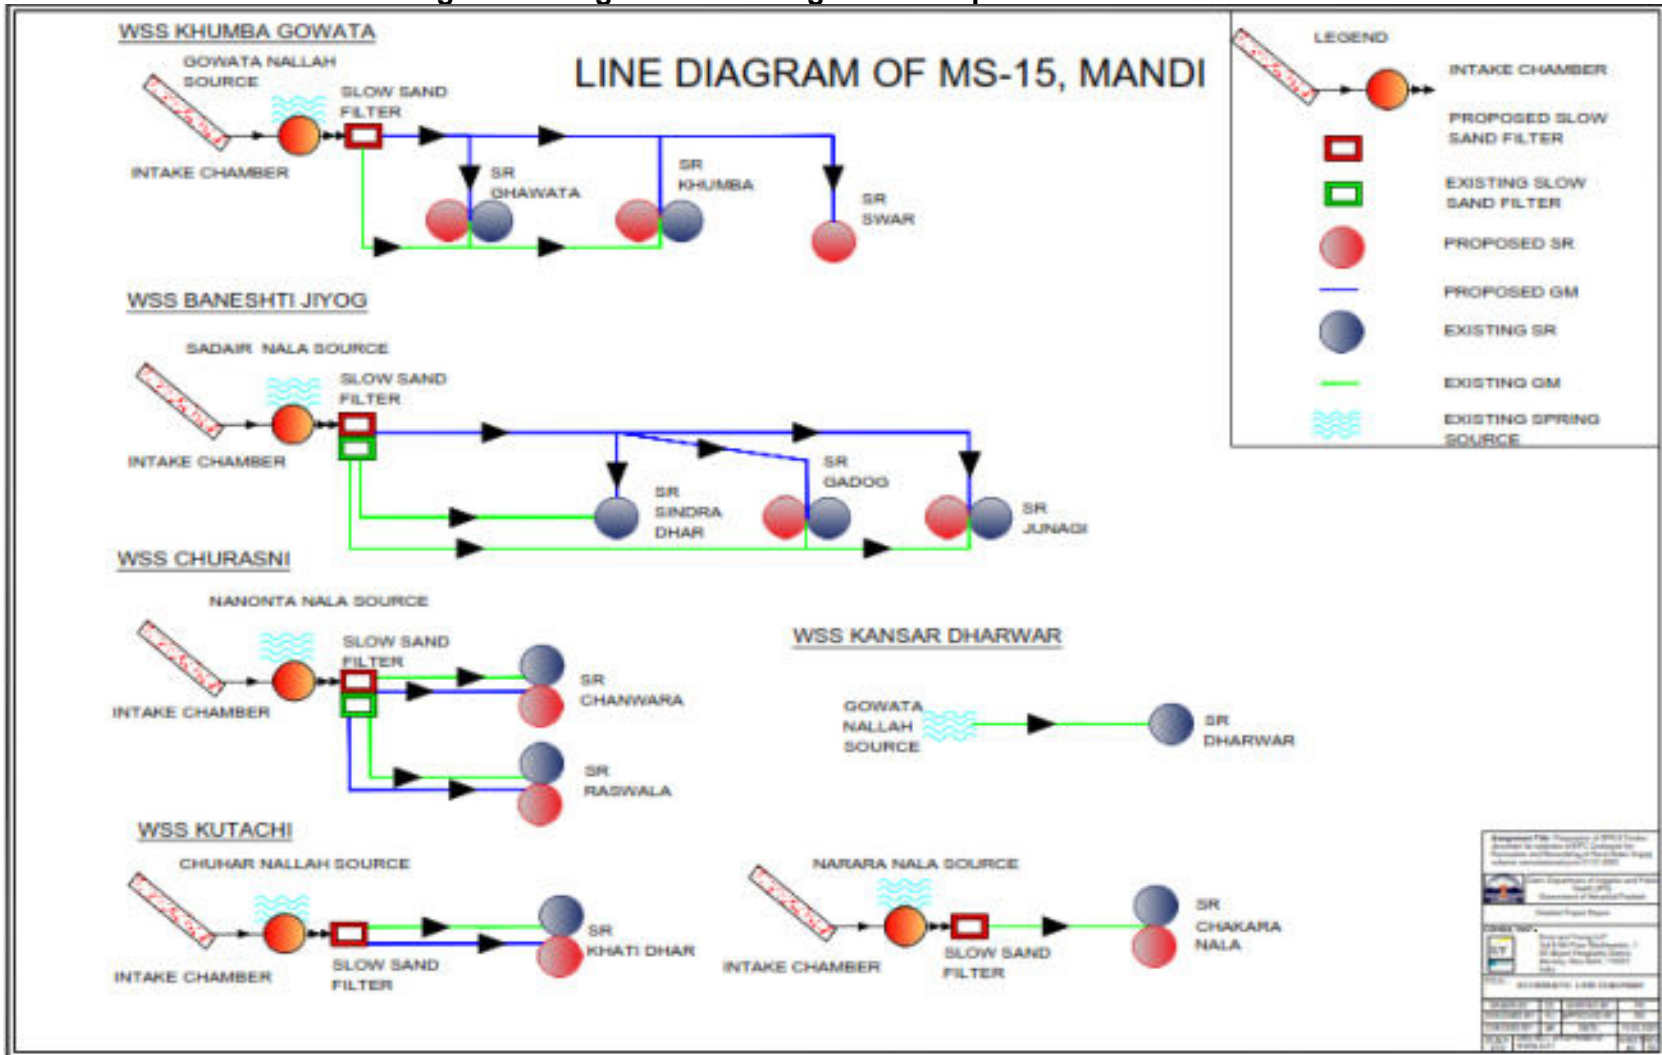 WSS KHUMBA GOWATA
LINE DIAGRAM OF MS-15, MANDI
GOWATA NALLAH
SOURCE
SLOW SAND
FILTER
INTAKE CHAMBER
SR
GHAWATA
SR
KHUMBA
SR
SWAR
LEGEND
INTAKE CHAMBER
PROPOSED SLOW
SAND FILTER
EXISTING SLOW
SAND FILTER
PROPOSED SR
PROPOSED GM
EXISTING SR
EXISTING GM
EXISTING SPRING
SOURCE
WSS BANESHTI JIYOG
SADAIR NALA SOURCE
SLOW SAND
FILTER
INTAKE CHAMBER
SR
SINDRA
DHAR
SR
GADOG
SR
JUNAGI
WSS CHURASNI
NANONTA NALA SOURCE
SLOW SAND
FILTER
INTAKE CHAMBER
SR
CHANWARA
SR
RASWALA
WSS KANSAR DHARWAR
GOWATA
NALLAH
SOURCE
SR
DHARWAR
WSS KUTACHI
CHUHAR NALLAH SOURCE
INTAKE CHAMBER
SLOW SAND
FILTER
SR
KHATI DHAR
NARARA NALA SOURCE
INTAKE CHAMBER
SLOW SAND
FILTER
SR
CHAKARA
NALA